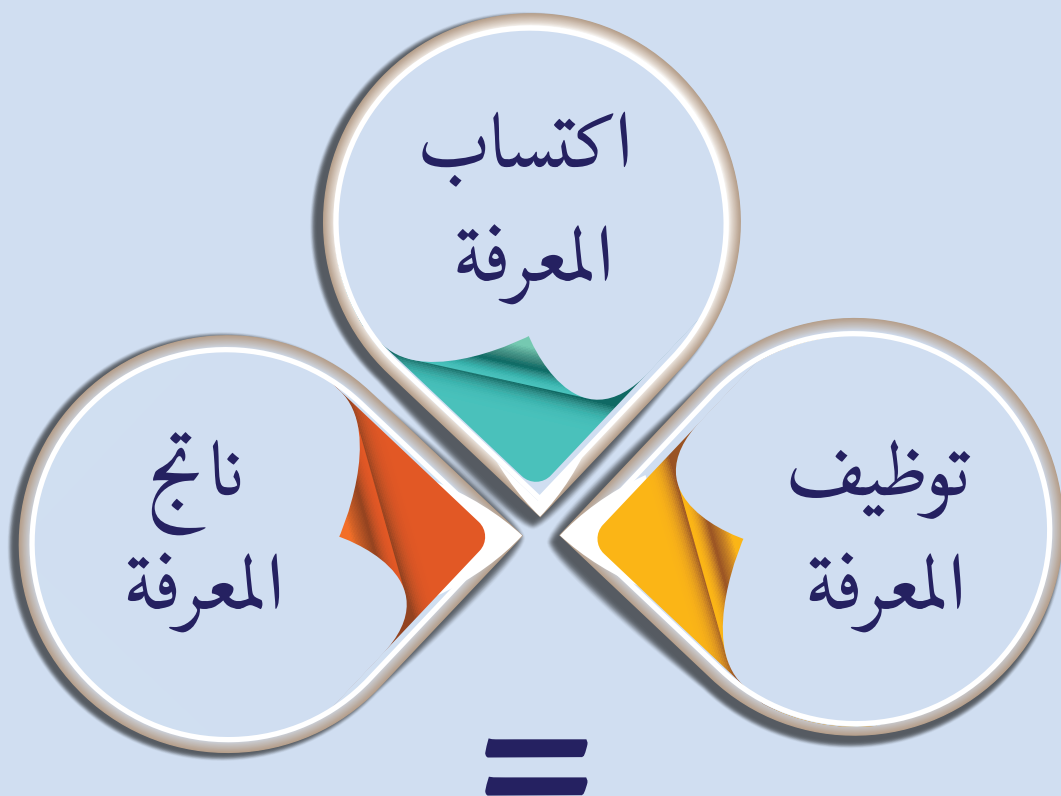 اكتساب
المعرفة
توظيف
المعرفة
ناتج
المعرفة
=